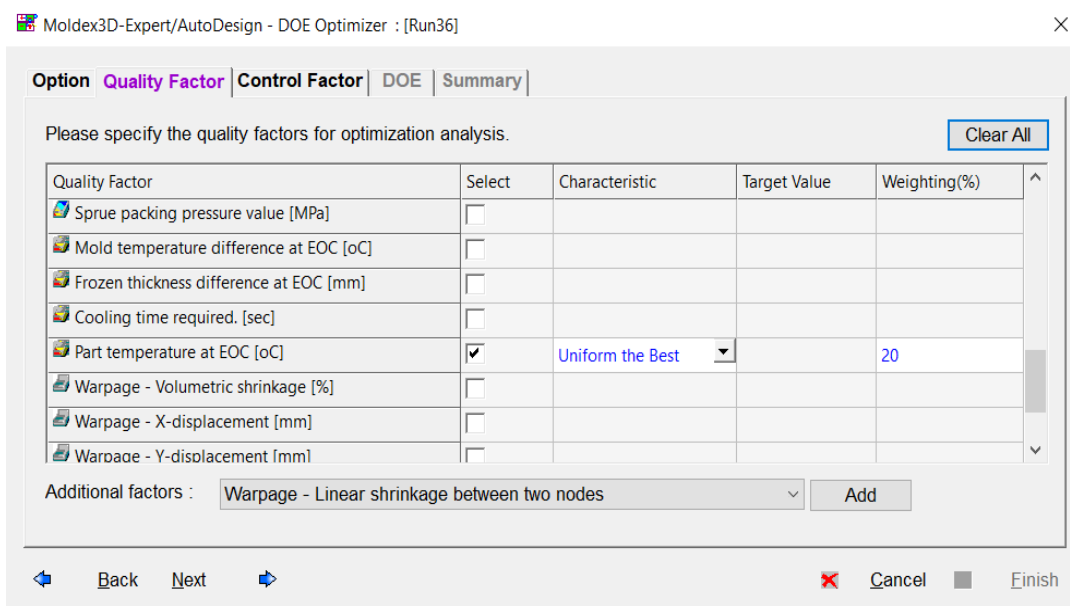 Moldex3D-Expert/AutoDesign - DOE Optimizer : [Run36]
Option Quality Factor Control Factor DOE Summary
Please specify the quality factors for optimization analysis. Clear All
Quality Factor Select Characteristic Target Value Weighting(%)
Sprue packing pressure value [MPa]
Mold temperature difference at EOC [oC]
Frozen thickness difference at EOC [mm]
Cooling time required. [sec]
Part temperature at EOC [oC] Uniform the Best 20
Warpage - Volumetric shrinkage [%]
Warpage - X-displacement [mm]
Warpage - Y-displacement [mm]
Additional factors : Warpage - Linear shrinkage between two nodes Add
Back Next Cancel Finish